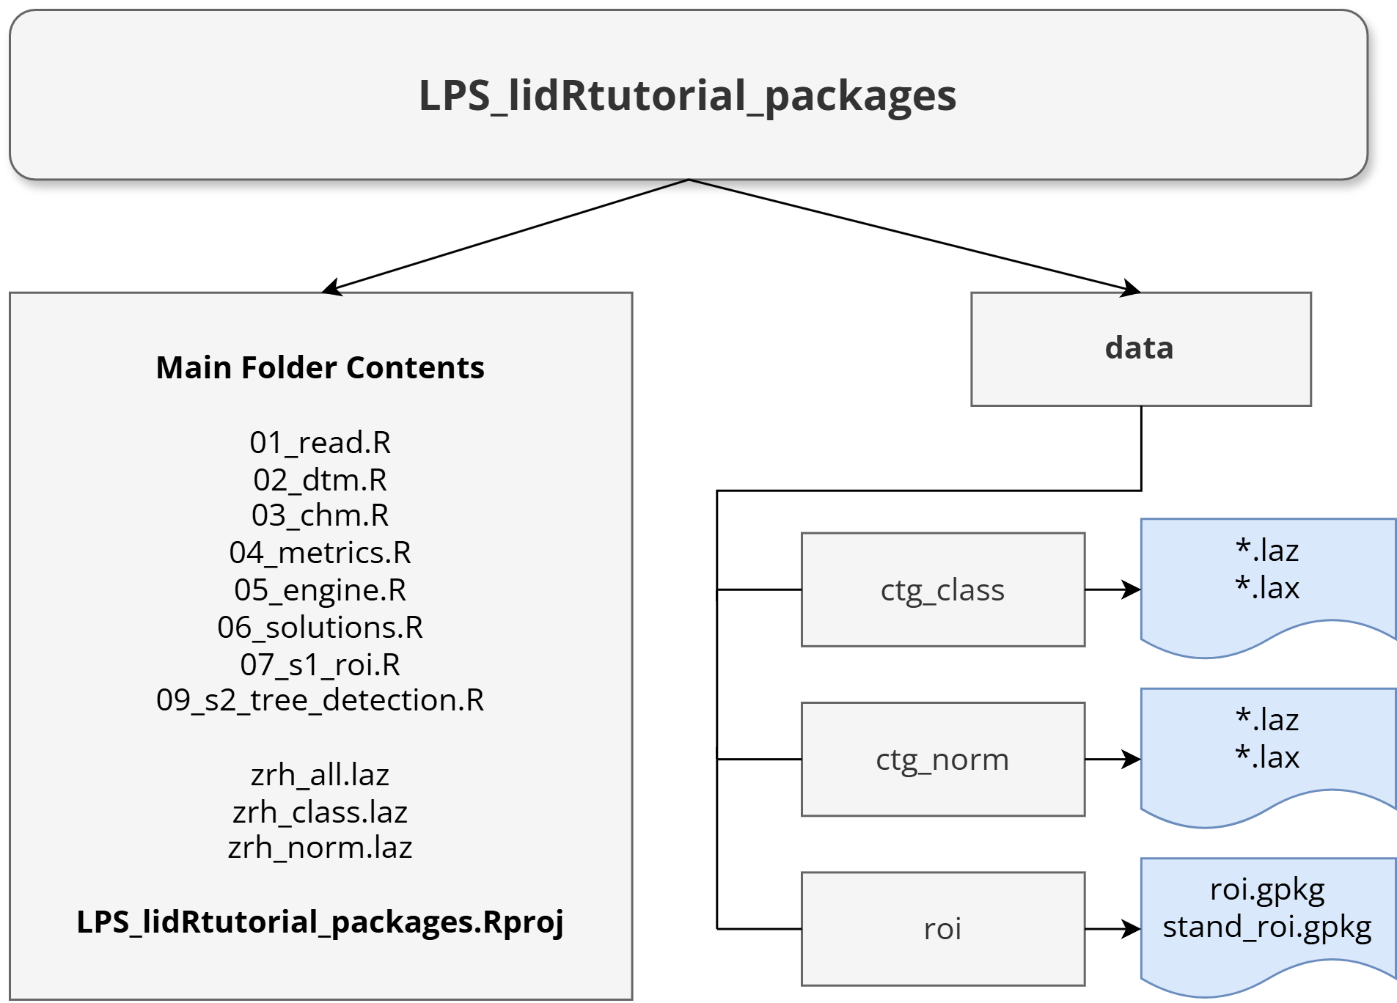 LPS_lidRtutorial_packages
Main Folder Contents
01_read.R
02_dtm.R
03_chm.R
04_metrics.R
05_engine.R
06_solutions.R
07_s1_roi.R
09_s2_tree_detection.R
zrh_all.laz
zrh_class.laz
zrh_norm.laz
LPS_lidRtutorial_packages.Rproj
data
ctg_class
*.laz
*.lax
ctg_norm
*.laz
*.lax
roi
roi.gpkg
stand_roi.gpkg